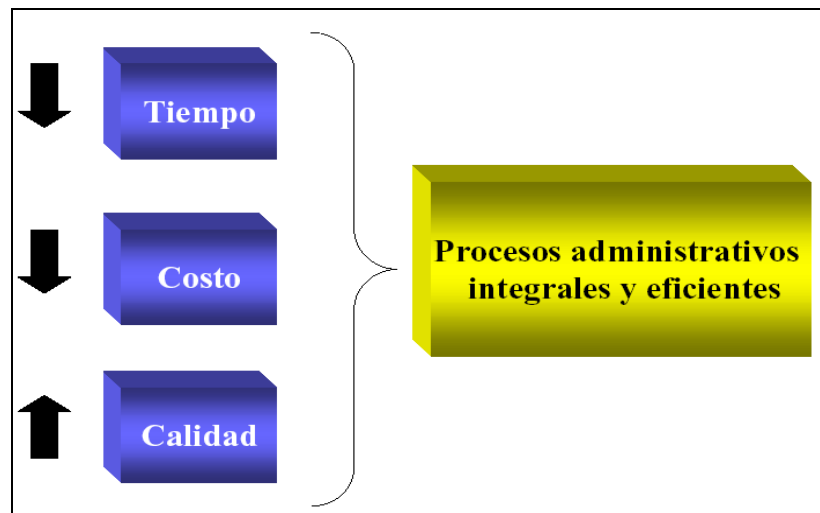 Tiempo
Costo
Calidad
Procesos administrativos
integrales y eficientes